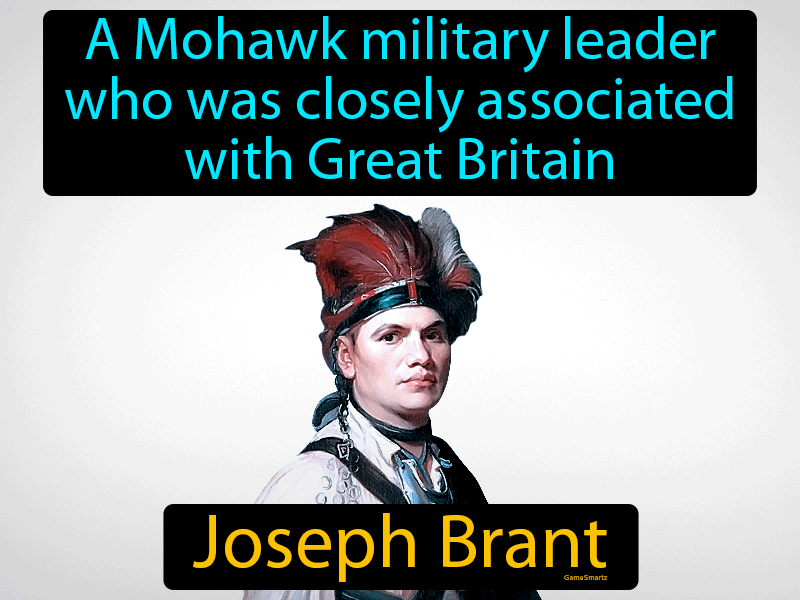 A Mohawk military leader
who was closely associated
with Great Britain
Joseph Brant
GameSmartz